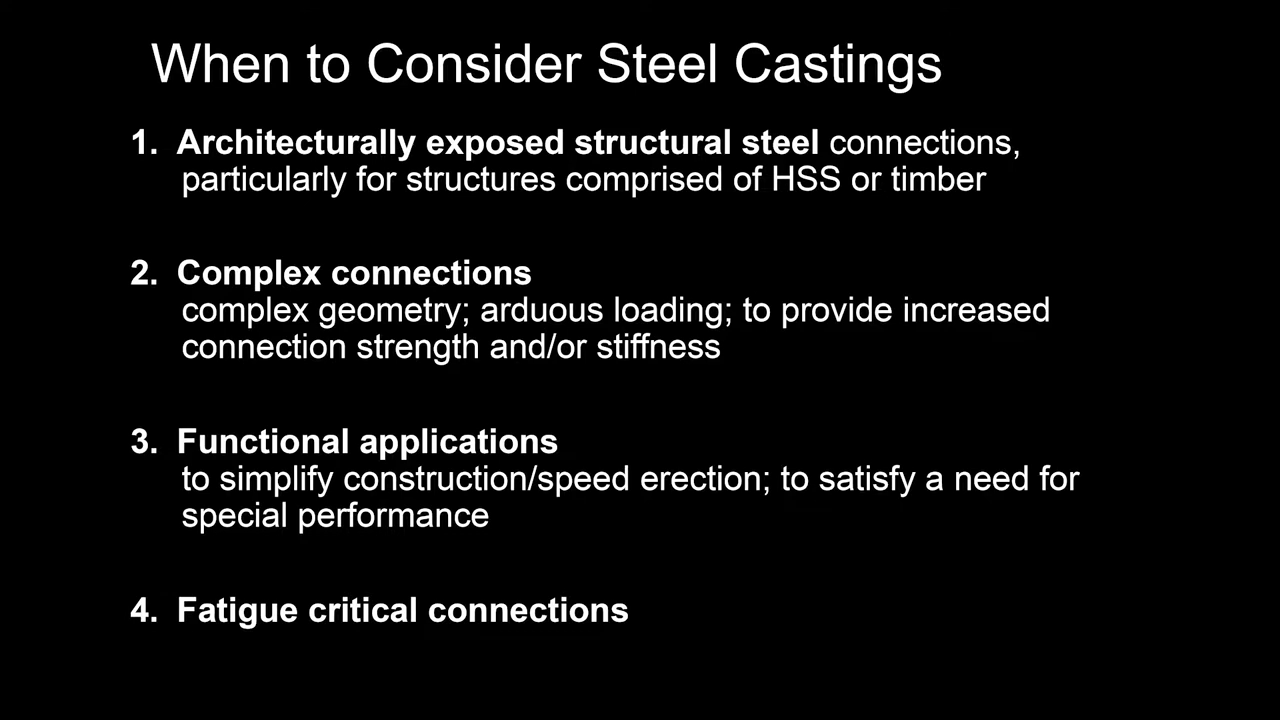 When to Consider Steel Castings
1. Architecturally exposed structural steel connections,
particularly for structures comprised of HSS or timber
2. Complex connections
complex geometry; arduous loading; to provide increased
connection strength and/or stiffness
3. Functional applications
to simplify construction/speed erection; to satisfy a need for
special performance
4. Fatigue critical connections